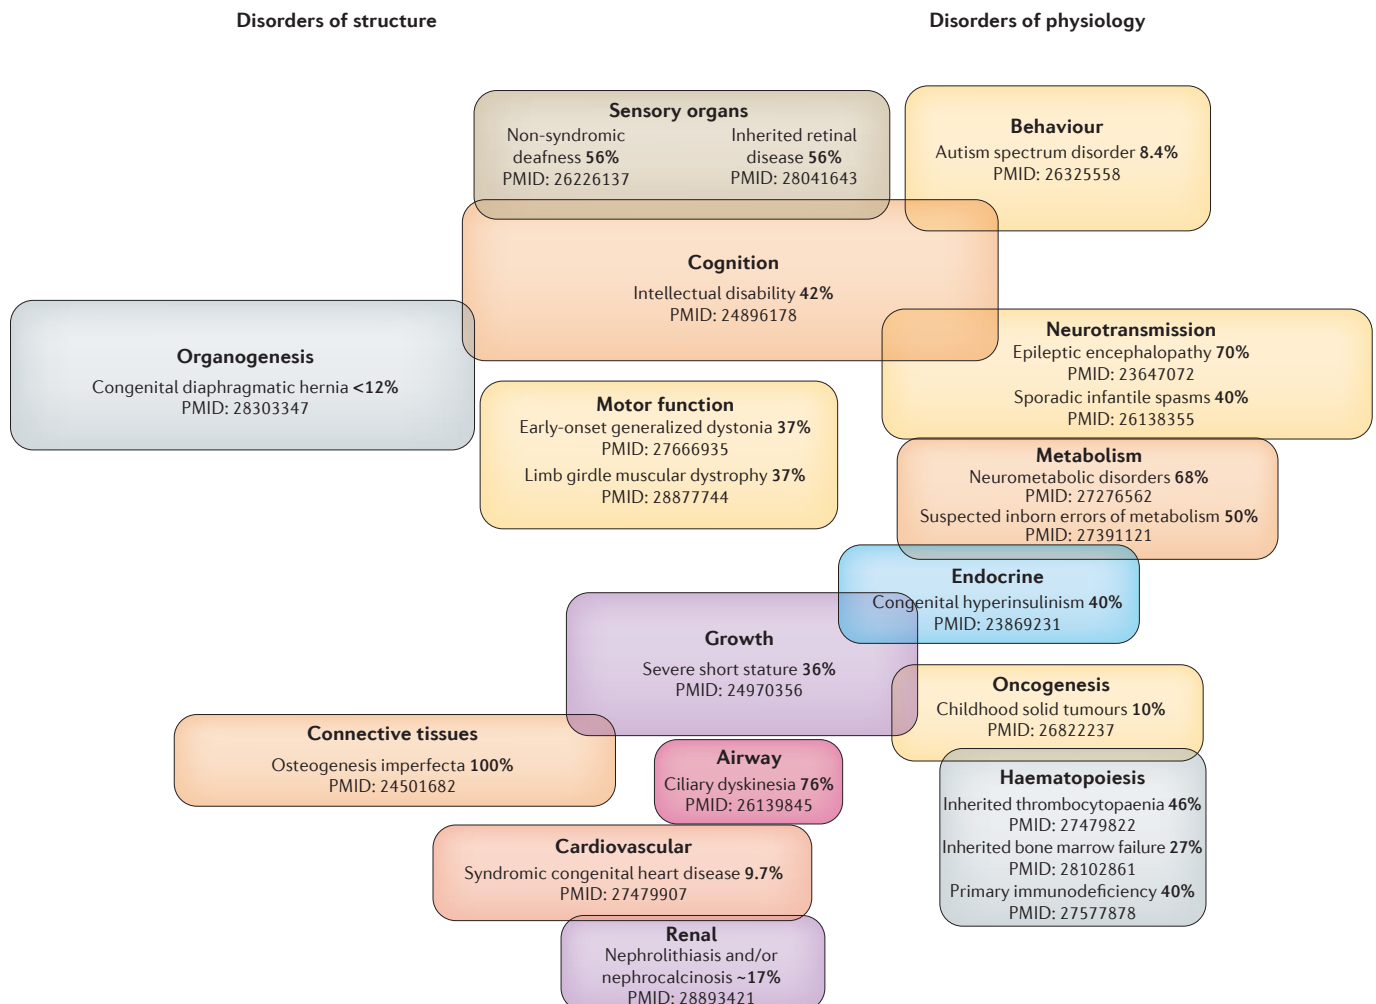 Disorders of structure
Disorders of physiology
Sensory organs
Non-syndromic
deafness 56%
PMID: 26226137
Inherited retinal
disease 56%
PMID: 28041643
Behaviour
Autism spectrum disorder 8.4%
PMID: 26325558
Cognition
Intellectual disability 42%
PMID: 24896178
Organogenesis
Congenital diaphragmatic hernia <12%
PMID: 28303347
Neurotransmission
Epileptic encephalopathy 70%
PMID: 23647072
Sporadic infantile spasms 40%
PMID: 26138355
Motor function
Early-onset generalized dystonia 37%
PMID: 27666935
Limb girdle muscular dystrophy 37%
PMID: 28877744
Metabolism
Neurometabolic disorders 68%
PMID: 27276562
Suspected inborn errors of metabolism 50%
PMID: 27391121
Endocrine
Congenital hyperinsulinism 40%
PMID: 23869231
Growth
Severe short stature 36%
PMID: 24970356
Oncogenesis
Childhood solid tumours 10%
PMID: 26822237
Connective tissues
Osteogenesis imperfecta 100%
PMID: 24501682
Airway
Ciliary dyskinesia 76%
PMID: 26139845
Haematopoiesis
Inherited thrombocytopaenia 46%
PMID: 27479822
Inherited bone marrow failure 27%
PMID: 28102861
Primary immunodeficiency 40%
PMID: 27577878
Cardiovascular
Syndromic congenital heart disease 9.7%
PMID: 27479907
Renal
Nephrolithiasis and/or
nephrocalcinosis ~17%
PMID: 28893421